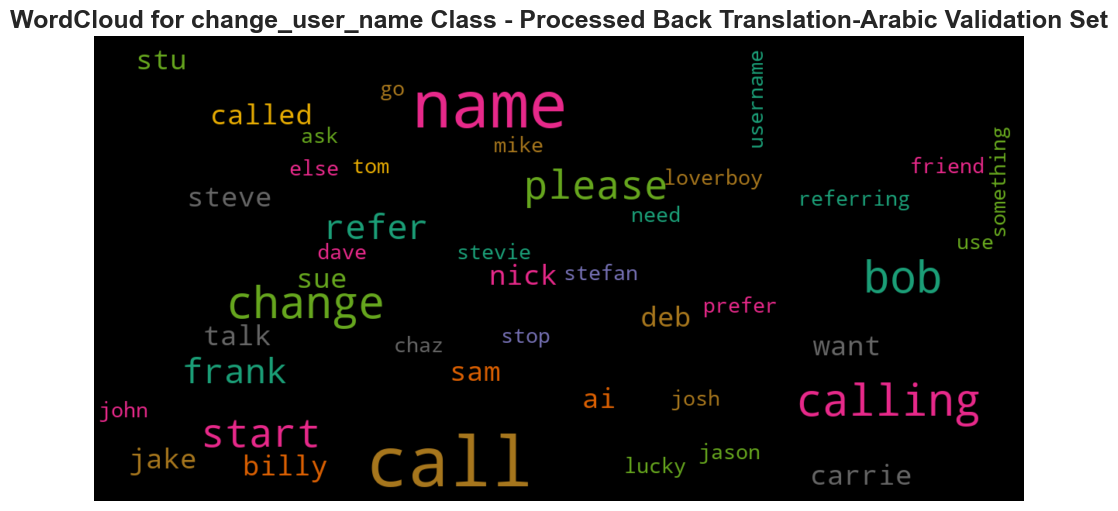 WordCloud for change_user_name Class - Processed Back Translation-Arabic Validation Set
stu
go
name
username
called
ask
mike
something
else
tom
please
loverboy
friend
steve
referring
refer
need
dave
stevie
use
sue
nick
stefan
bob
change
deb
prefer
talk
chaz
stop
want
frank
sam
ai
josh
calling
john
start
jake
billy
call
lucky
jason
carrie